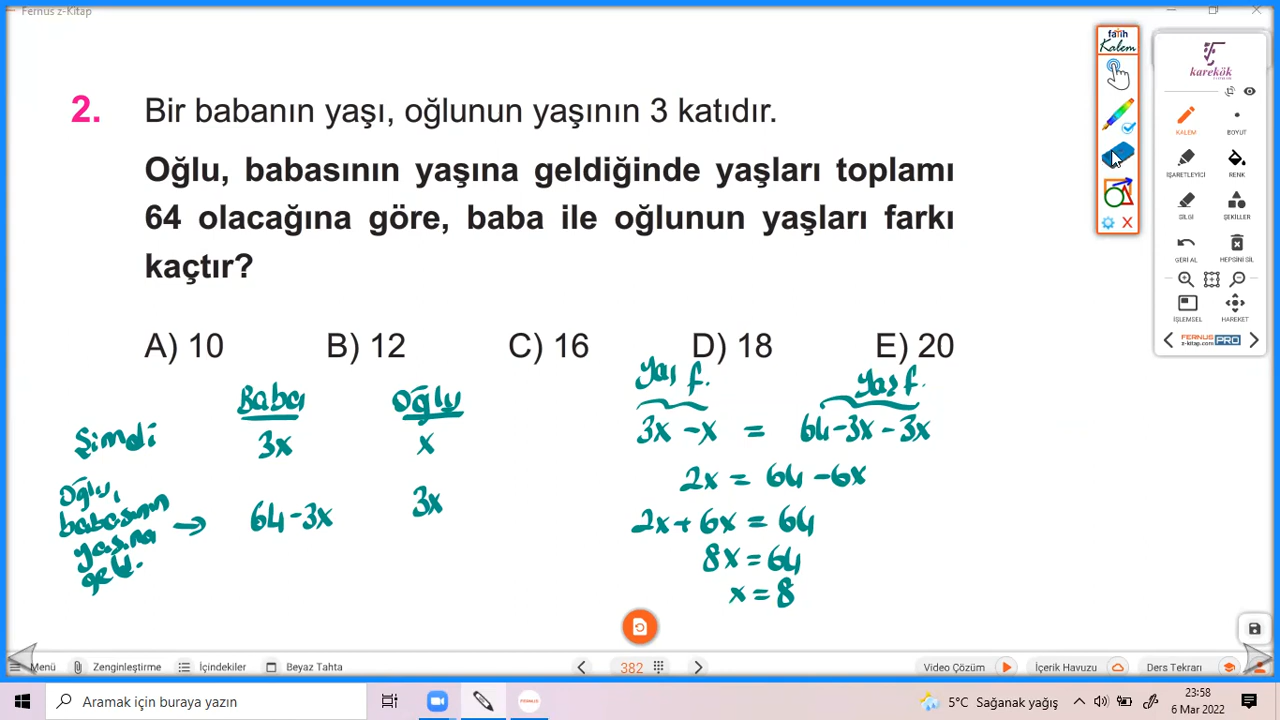 Fernus z-Kitap
fatih
Kalem
karekök
2. Bir babanın yaşı, oğlunun yaşının 3 katıdır.
Oğlu, babasının yaşına geldiğinde yaşları toplamı
64 olacağına göre, baba ile oğlunun yaşları farkı
kaçtır?
A) 10 B) 12 C) 16 D) 18 E) 20
KALEM BOYUT
İŞARETLEYİCİ RENK
SİLGİ ŞEKİLLER
GERİ AL HEPSİNİ SİL
İŞLEMSEL HAREKET
FERNUS z-kitap.com PRO
Baba Oğlu
Şimdi 3x x
Oğlu,
babasının
yaşına
gel.
→ 64-3x 3x
Yaş f. Yaş f.
3x - x = 64-3x-3x
2x = 64 -6x
2x+6x = 64
8x = 64
x = 8
Menü Zenginleştirme İçindekiler Beyaz Tahta 382 Video Çözüm İçerik Havuzu Ders Tekrarı
Aramak için buraya yazın FERNUS 5°C Sağanak yağış 23:58
6 Mar 2022